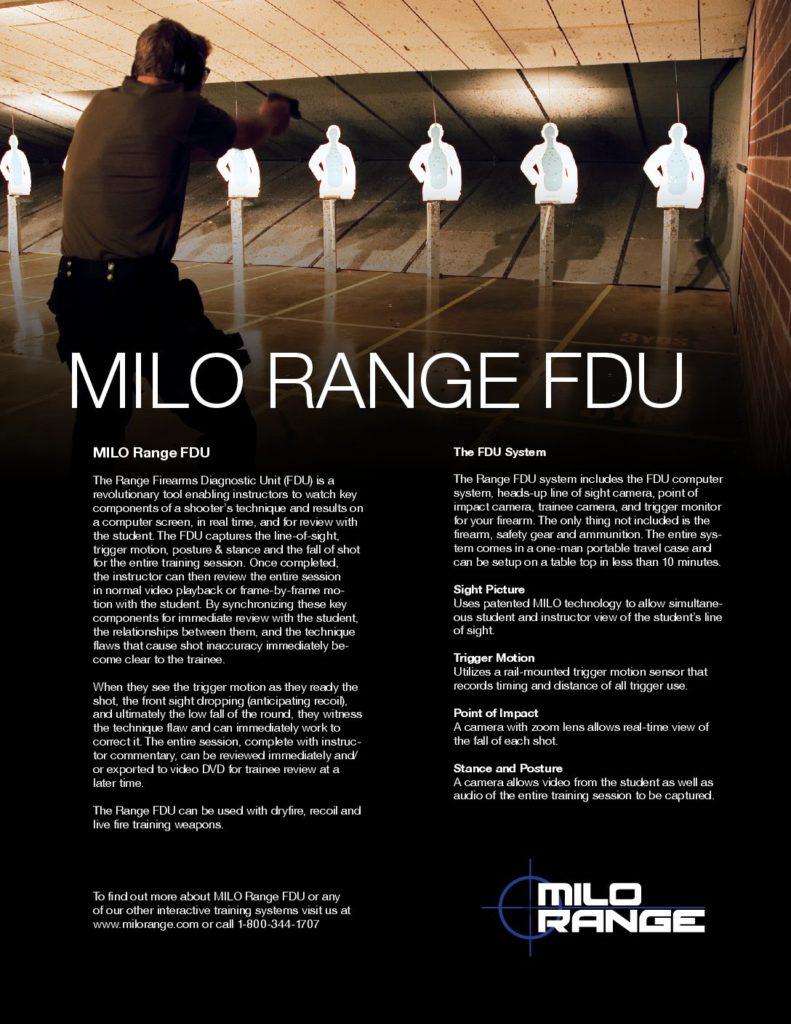 3 YDS
MILO RANGE FDU
MILO Range FDU
The Range Firearms Diagnostic Unit (FDU) is a
revolutionary tool enabling instructors to watch key
components of a shooter's technique and results on
a computer screen, in real time, and for review with
the student. The FDU captures the line-of-sight,
trigger motion, posture & stance and the fall of shot
for the entire training session. Once completed,
the instructor can then review the entire session
in normal video playback or frame-by-frame mo-
tion with the student. By synchronizing these key
components for immediate review with the student,
the relationships between them, and the technique
flaws that cause shot inaccuracy immediately be-
come clear to the trainee.
When they see the trigger motion as they ready the
shot, the front sight dropping (anticipating recoil),
and ultimately the low fall of the round, they witness
the technique flaw and can immediately work to
correct it. The entire session, complete with instruc-
tor commentary, can be reviewed immediately and/
or exported to video DVD for trainee review at a
later time.
The Range FDU can be used with dryfire, recoil and
live fire training weapons.
To find out more about MILO Range FDU or any
of our other interactive training systems visit us at
www.milorange.com or call 1-800-344-1707
The FDU System
The Range FDU system includes the FDU computer
system, heads-up line of sight camera, point of
impact camera, trainee camera, and trigger monitor
for your firearm. The only thing not included is the
firearm, safety gear and ammunition. The entire sys-
tem comes in a one-man portable travel case and
can be setup on a table top in less than 10 minutes.
Sight Picture
Uses patented MILO technology to allow simultane-
ous student and instructor view of the student's line
of sight.
Trigger Motion
Utilizes a rail-mounted trigger motion sensor that
records timing and distance of all trigger use.
Point of Impact
A camera with zoom lens allows real-time view of
the fall of each shot.
Stance and Posture
A camera allows video from the student as well as
audio of the entire training session to be captured.
MILO
RANGE